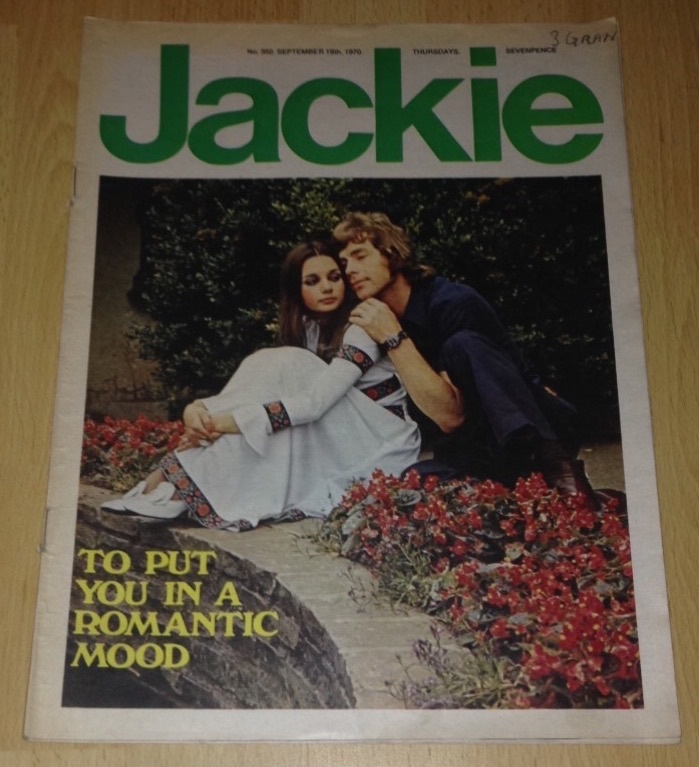 No. 350. SEPTEMBER 19th, 1970. THURSDAYS. SEVENPENCE
3 GRAN
Jackie
TO PUT
YOU IN A
ROMANTIC
MOOD